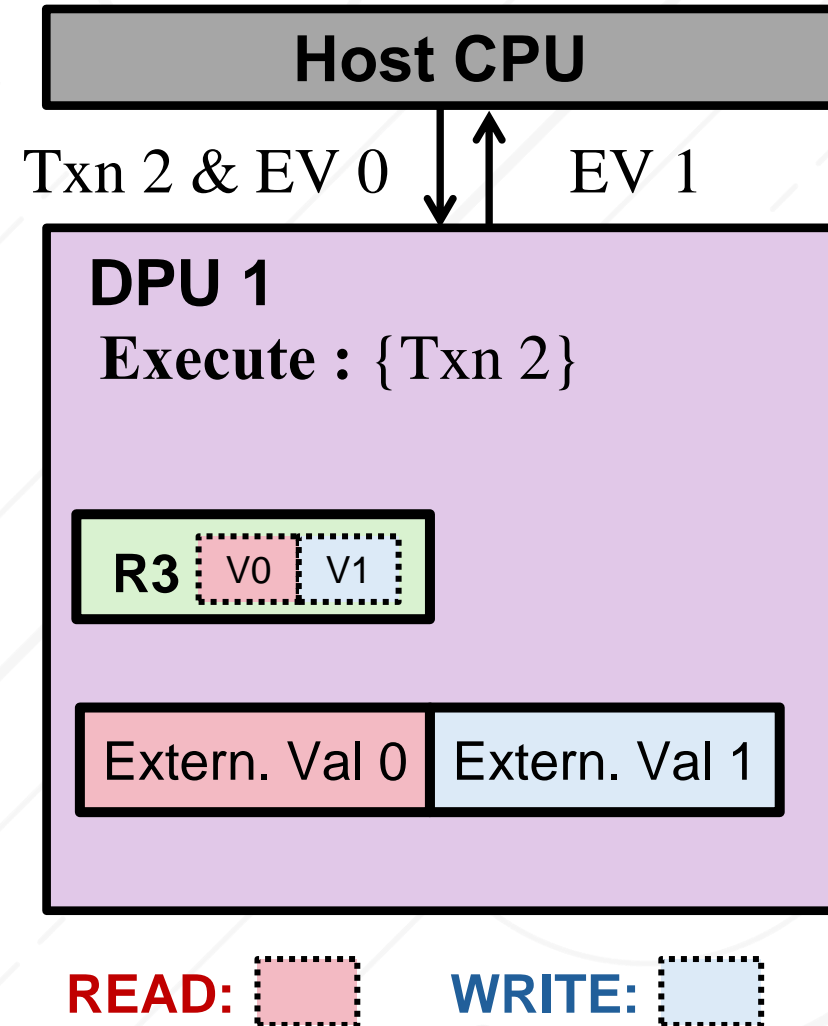 Host CPU
Txn 2 & EV 0 EV 1
DPU 1
Execute : {Txn 2}
R3 V0 V1
Extern. Val 0 Extern. Val 1
READ: WRITE: